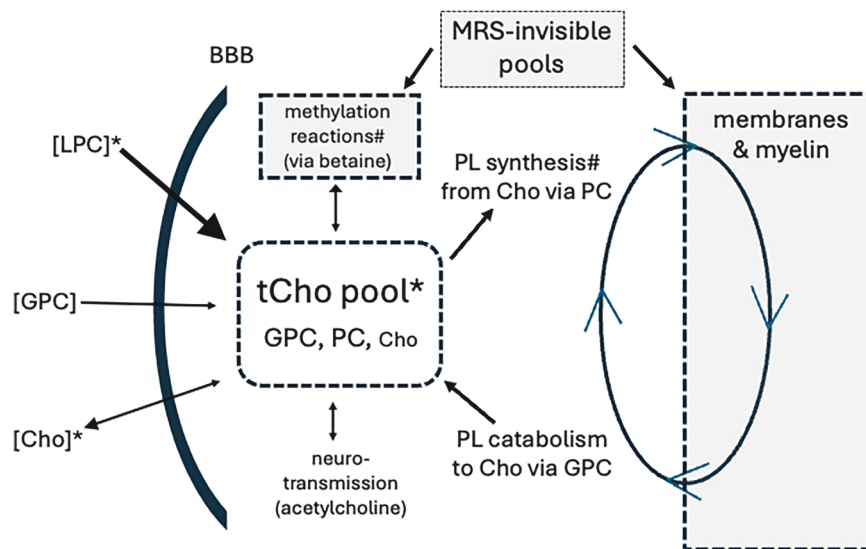 MRS-invisible
pools
BBB
methylation
reactions#
(via betaine)
membranes
& myelin
[LPC]*
PL synthesis#
from Cho via PC
tCho pool*
GPC, PC, Cho
[GPC]
[Cho]*
PL catabolism
to Cho via GPC
neuro-
transmission
(acetylcholine)